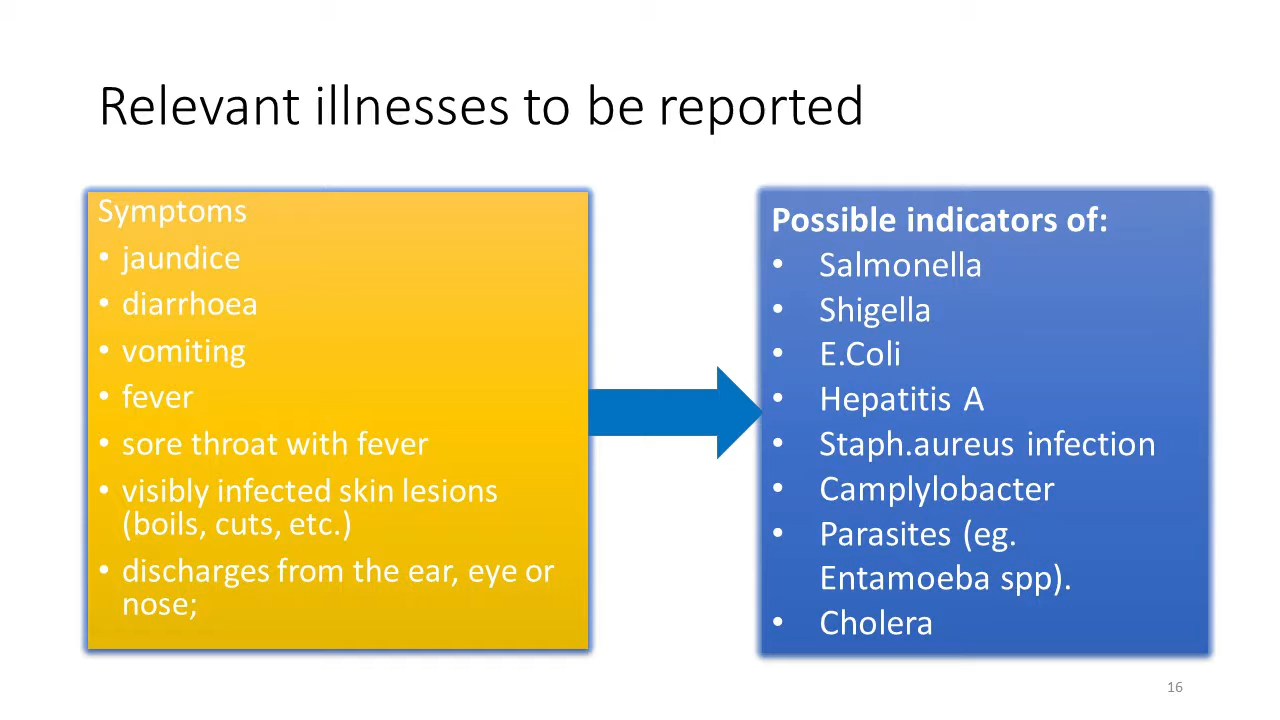 Relevant illnesses to be reported
Symptoms
• jaundice
• diarrhoea
• vomiting
• fever
• sore throat with fever
• visibly infected skin lesions
(boils, cuts, etc.)
• discharges from the ear, eye or
nose;
Possible indicators of:
• Salmonella
• Shigella
• E.Coli
• Hepatitis A
• Staph.aureus infection
• Camplylobacter
• Parasites (eg.
Entamoeba spp).
• Cholera
16